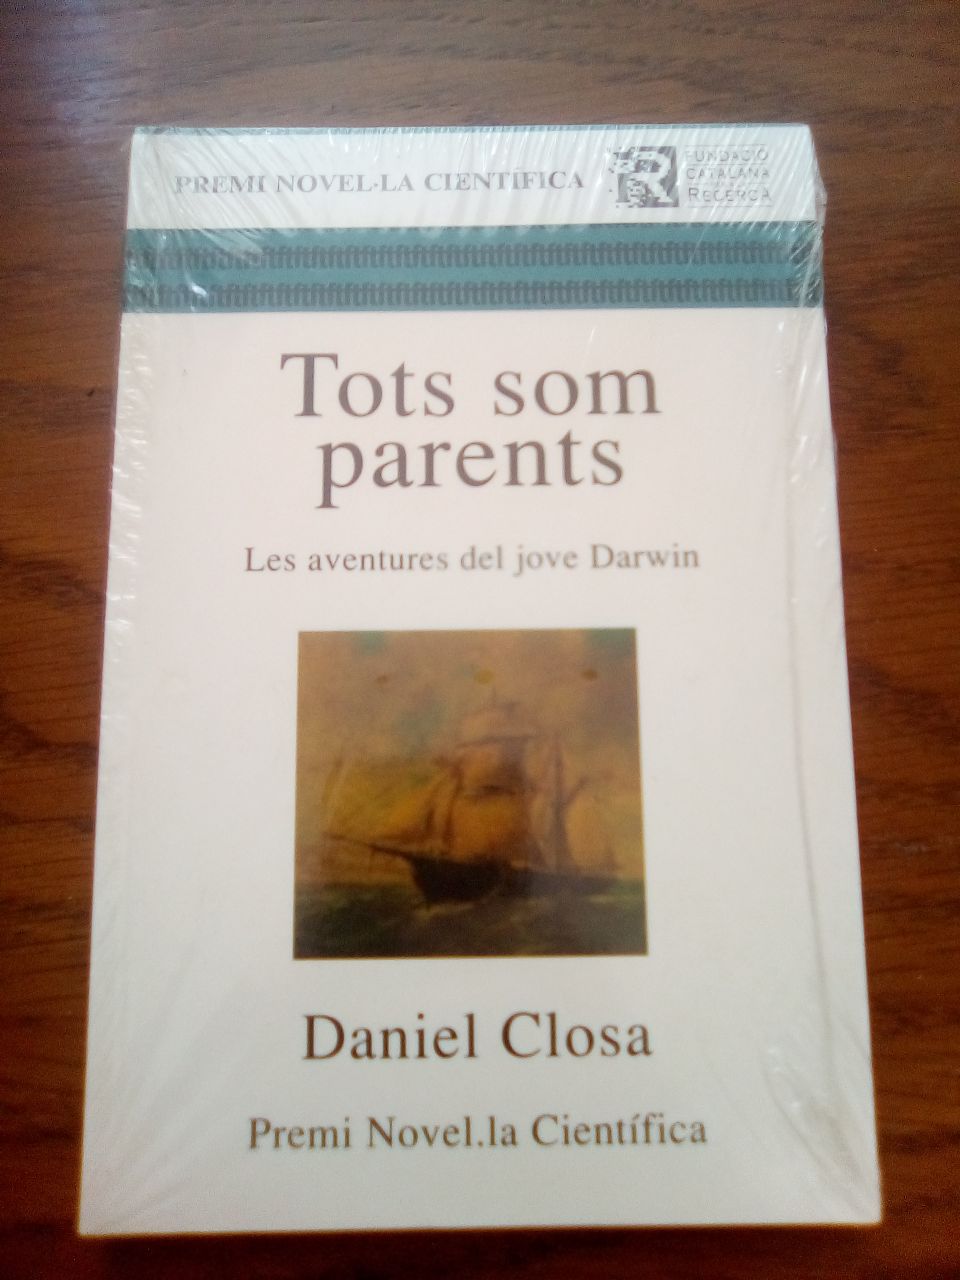 PREMI NOVEL·LA CIENTÍFICA
FUNDACIÓ
CATALANA
RECERCA
Tots som
parents
Les aventures del jove Darwin
Daniel Closa
Premi Novel.la Científica